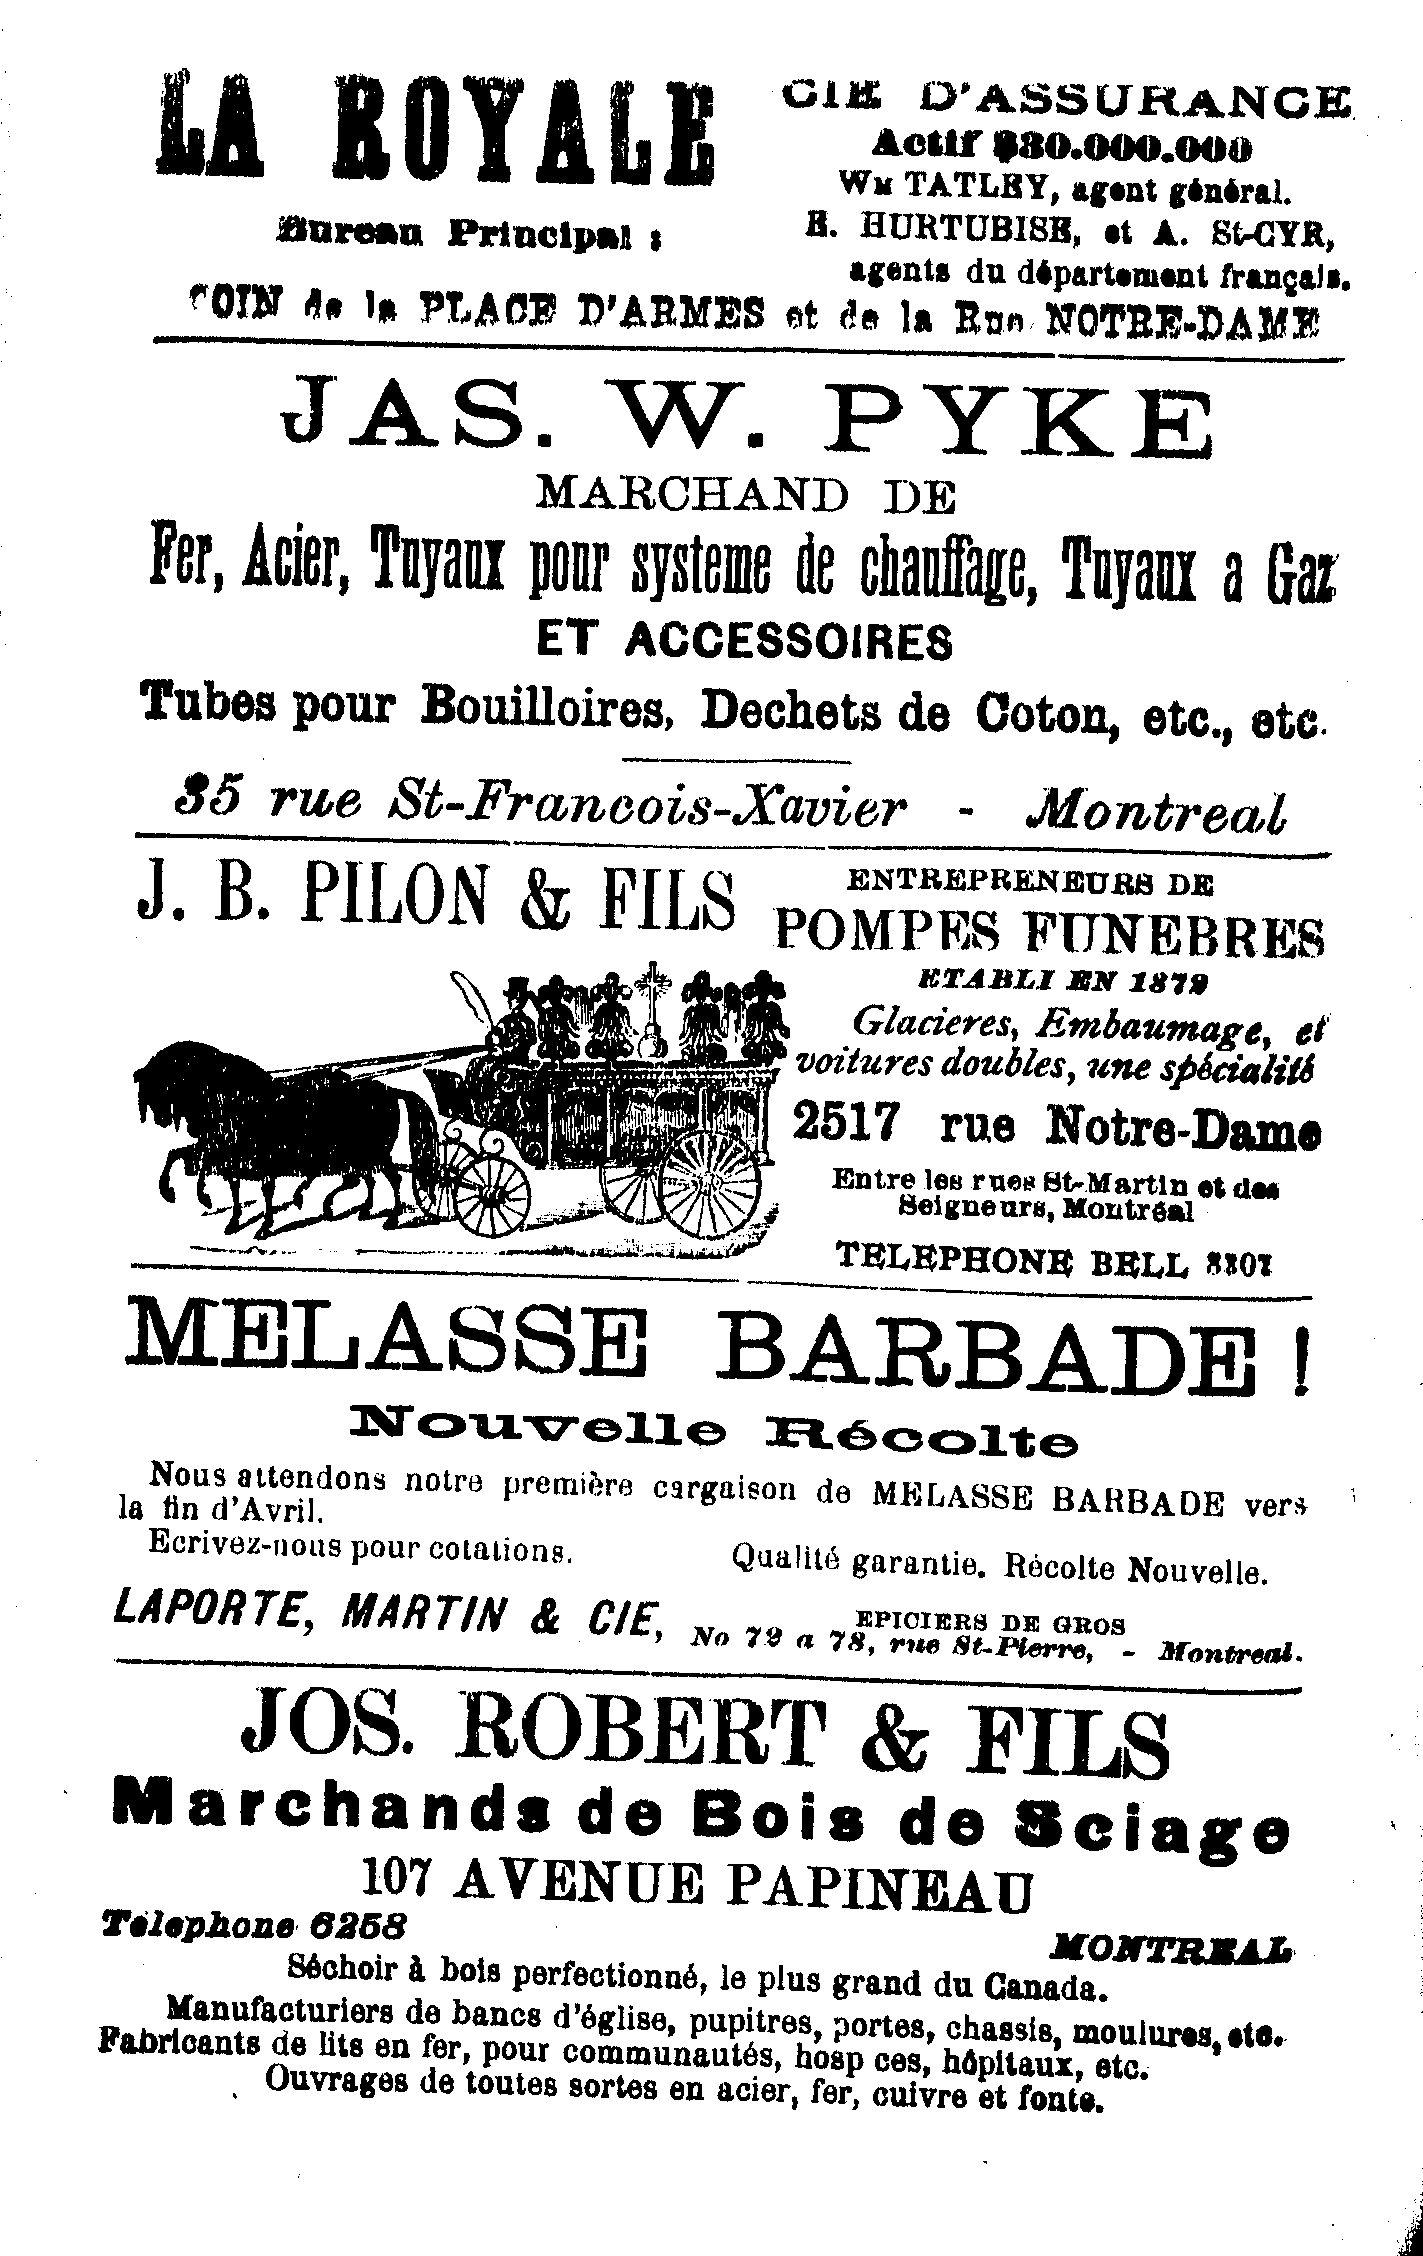 LA ROYALE
CIE D'ASSURANCE
Actif $30.000.000
Wm TATLEY, agent général.
Bureau Principal :
E. HURTUBISE, et A. St-CYR,
agents du département français.
COIN de la PLACE D'ARMES et de la Rue NOTRE-DAME
JAS. W. PYKE
MARCHAND DE
Fer, Acier, Tuyaux pour systeme de chauffage, Tuyaux a Gaz
ET ACCESSOIRES
Tubes pour Bouilloires, Dechets de Coton, etc., etc.
35 rue St-Francois-Xavier - Montreal
J. B. PILON & FILS
ENTREPRENEURS DE
POMPES FUNEBRES
ETABLI EN 1872
Glacieres, Embaumage, et
voitures doubles, une spécialité
2517 rue Notre-Dame
Entre les rues St-Martin et des
Seigneurs, Montréal
TELEPHONE BELL
MELASSE BARBADE !
Nouvelle Récolte
Nous attendons notre première cargaison de MELASSE BARBADE vers
la fin d'Avril.
Ecrivez-nous pour cotations. Qualité garantie. Récolte Nouvelle.
LAPORTE, MARTIN & CIE, EPICIERS DE GROS
No 72 a 78, rue St-Pierre, - Montreal.
JOS. ROBERT & FILS
Marchands de Bois de Sciage
107 AVENUE PAPINEAU
Télephone 6258
MONTREAL
Séchoir à bois perfectionné, le plus grand du Canada.
Manufacturiers de bancs d'église, pupitres, portes, chassis, moulures, etc.
Fabricants de lits en fer, pour communautés, hosp ces, hôpitaux, etc.
Ouvrages de toutes sortes en acier, fer, cuivre et fonte.